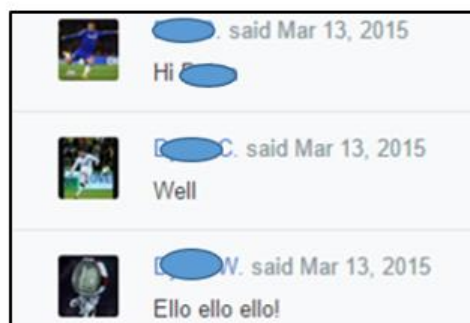 . said Mar 13, 2015
Hi
C. said Mar 13, 2015
Well
W. said Mar 13, 2015
Ello ello ello!